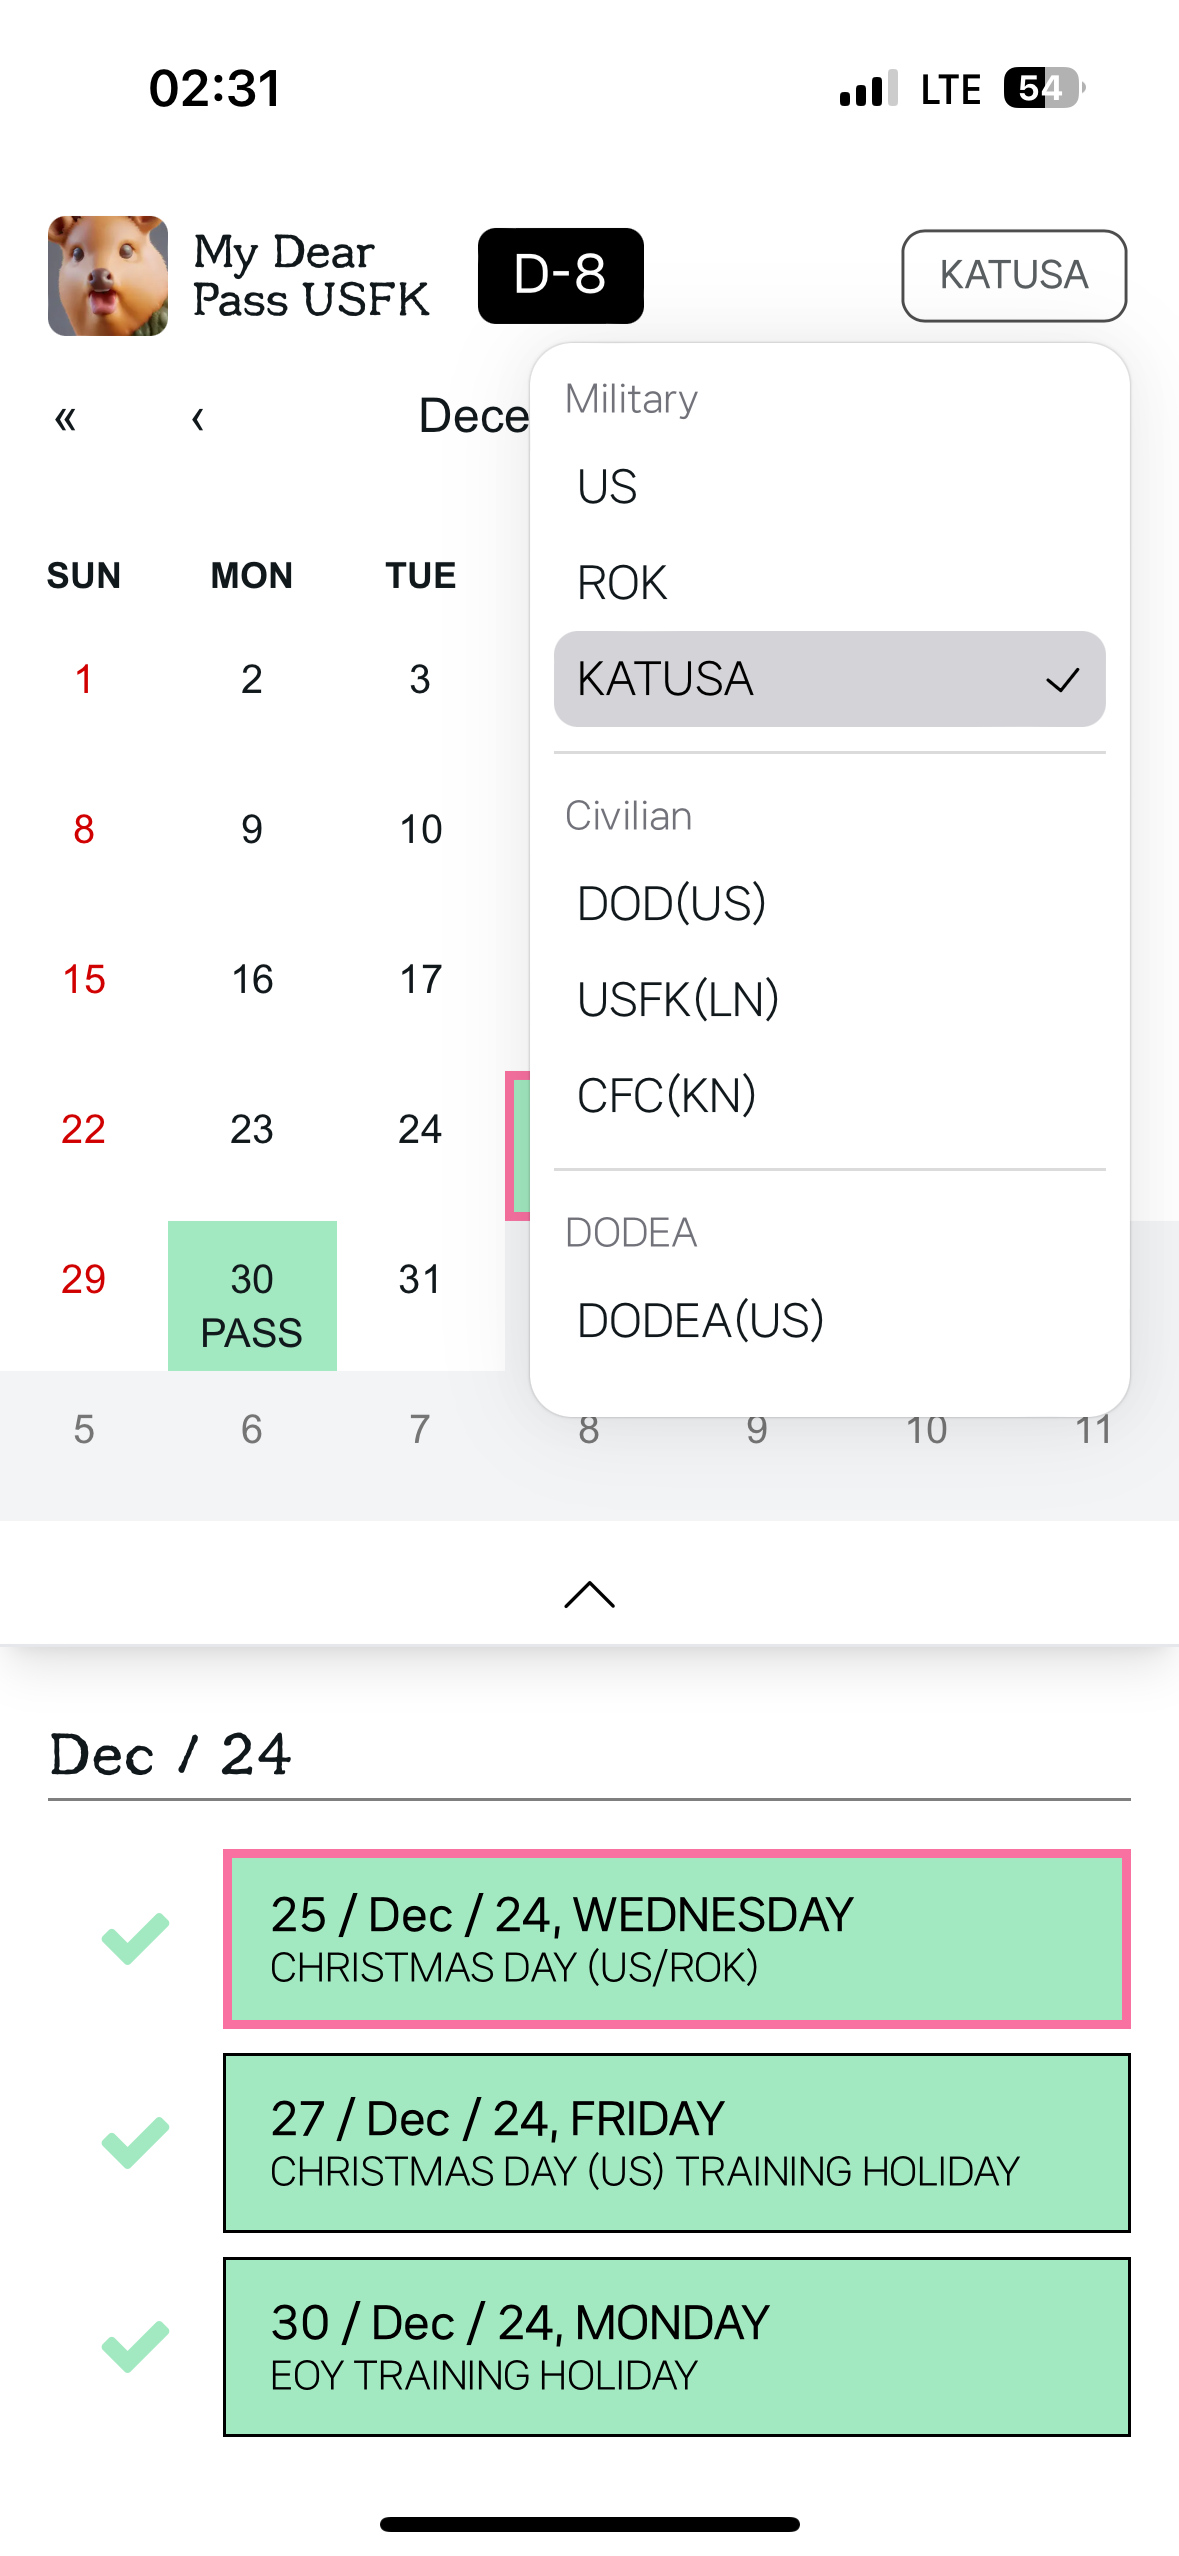 02:31
LTE
54
My Dear
Pass USFK
D-8
KATUSA
«
‹
Dece
Military
US
ROK
KATUSA
Civilian
DOD(US)
USFK(LN)
CFC(KN)
DODEA
DODEA(US)
SUN MON TUE
1 2 3
8 9 10
15 16 17
22 23 24
29 30 31
PASS
5 6 7 8 9 10 11
Dec / 24
25 / Dec / 24, WEDNESDAY
CHRISTMAS DAY (US/ROK)
27 / Dec / 24, FRIDAY
CHRISTMAS DAY (US) TRAINING HOLIDAY
30 / Dec / 24, MONDAY
EOY TRAINING HOLIDAY